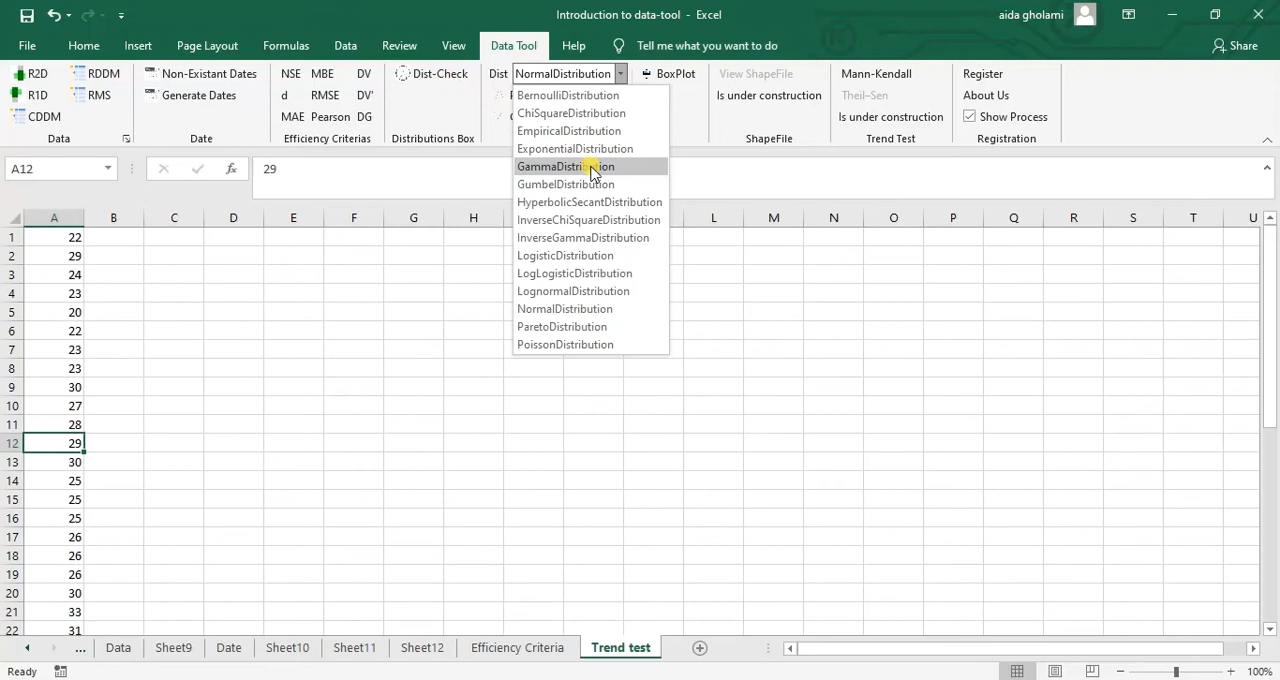 Introduction to data-tool - Excel
aida gholami
File Home Insert Page Layout Formulas Data Review View Data Tool Help Tell me what you want to do Share
R2D RDDM Non-Existant Dates NSE MBE DV Dist-Check Dist NormalDistribution BoxPlot View ShapeFile Mann-Kendall Register
R1D RMS Generate Dates d RMSE DV' Is under construction Theil-Sen About Us
CDDM MAE Pearson DG Is under construction Show Process
Data Date Efficiency Criterias Distributions Box ShapeFile Trend Test Registration
BernoulliDistribution
ChiSquareDistribution
EmpiricalDistribution
ExponentialDistribution
GammaDistribution
GumbelDistribution
HyperbolicSecantDistribution
InverseChiSquareDistribution
InverseGammaDistribution
LogisticDistribution
LogLogisticDistribution
LognormalDistribution
NormalDistribution
ParetoDistribution
PoissonDistribution
A12 fx 29
A B C D E F G H L M N O P Q R S T U
1 22
2 29
3 24
4 23
5 20
6 22
7 23
8 23
9 30
10 27
11 28
12 29
13 30
14 25
15 25
16 25
17 26
18 26
19 26
20 30
21 33
22 31
... Data Sheet9 Date Sheet10 Sheet11 Sheet12 Efficiency Criteria Trend test
Ready 100%